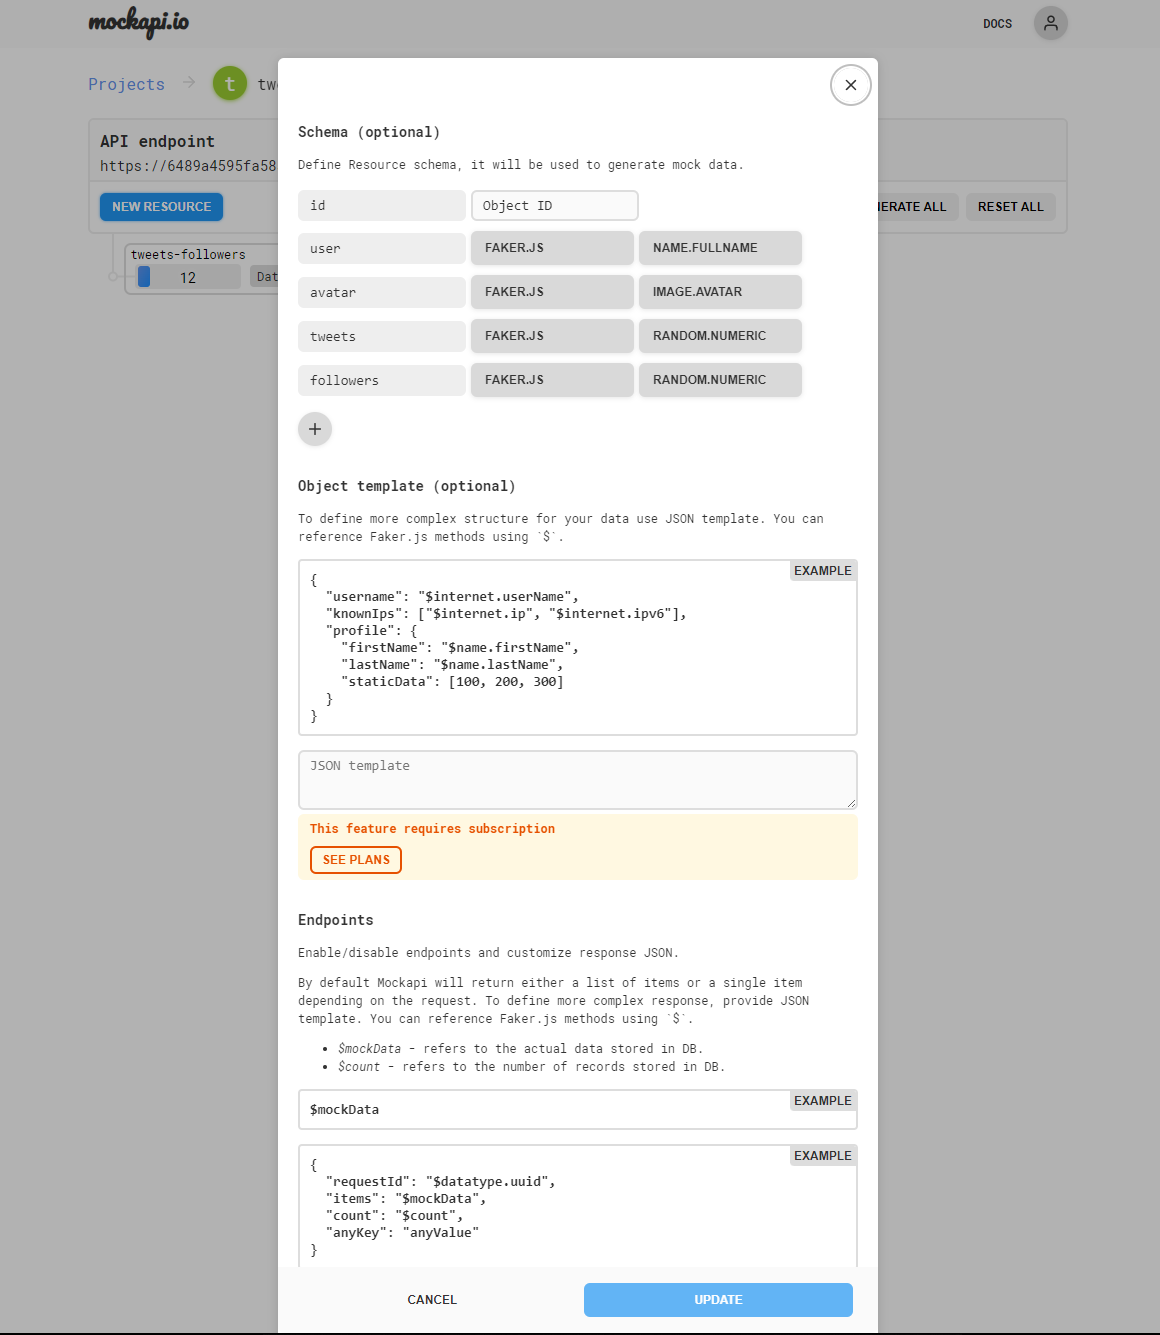 mockapi.io
DOCS
Projects
t
API endpoint
https://6489a4595fa58
NEW RESOURCE
ERATE ALL
RESET ALL
tweets-followers
12
Schema (optional)
Define Resource schema, it will be used to generate mock data.
id
Object ID
user
FAKER.JS
NAME.FULLNAME
avatar
FAKER.JS
IMAGE.AVATAR
tweets
FAKER.JS
RANDOM.NUMERIC
followers
FAKER.JS
RANDOM.NUMERIC
Object template (optional)
To define more complex structure for your data use JSON template. You can
reference Faker.js methods using `$`.
EXAMPLE
{
"username": "$internet.userName",
"knownIps": ["$internet.ip", "$internet.ipv6"],
"profile": {
"firstName": "$name.firstName",
"lastName": "$name.lastName",
"staticData": [100, 200, 300]
}
}
JSON template
This feature requires subscription
SEE PLANS
Endpoints
Enable/disable endpoints and customize response JSON.
By default Mockapi will return either a list of items or a single item
depending on the request. To define more complex response, provide JSON
template. You can reference Faker.js methods using `$`.
• $mockData - refers to the actual data stored in DB.
• $count - refers to the number of records stored in DB.
EXAMPLE
$mockData
EXAMPLE
{
"requestId": "$datatype.uuid",
"items": "$mockData",
"count": "$count",
"anyKey": "anyValue"
}
CANCEL
UPDATE